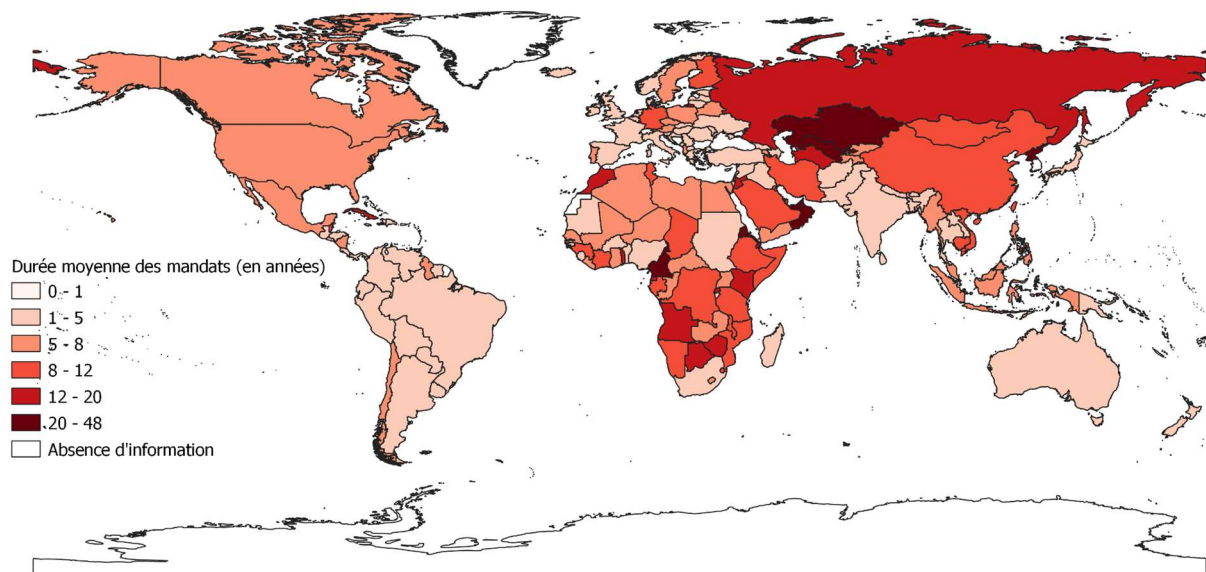 Durée moyenne des mandats (en années)
0 - 1
1 - 5
5 - 8
8 - 12
12 - 20
20 - 48
Absence d'information